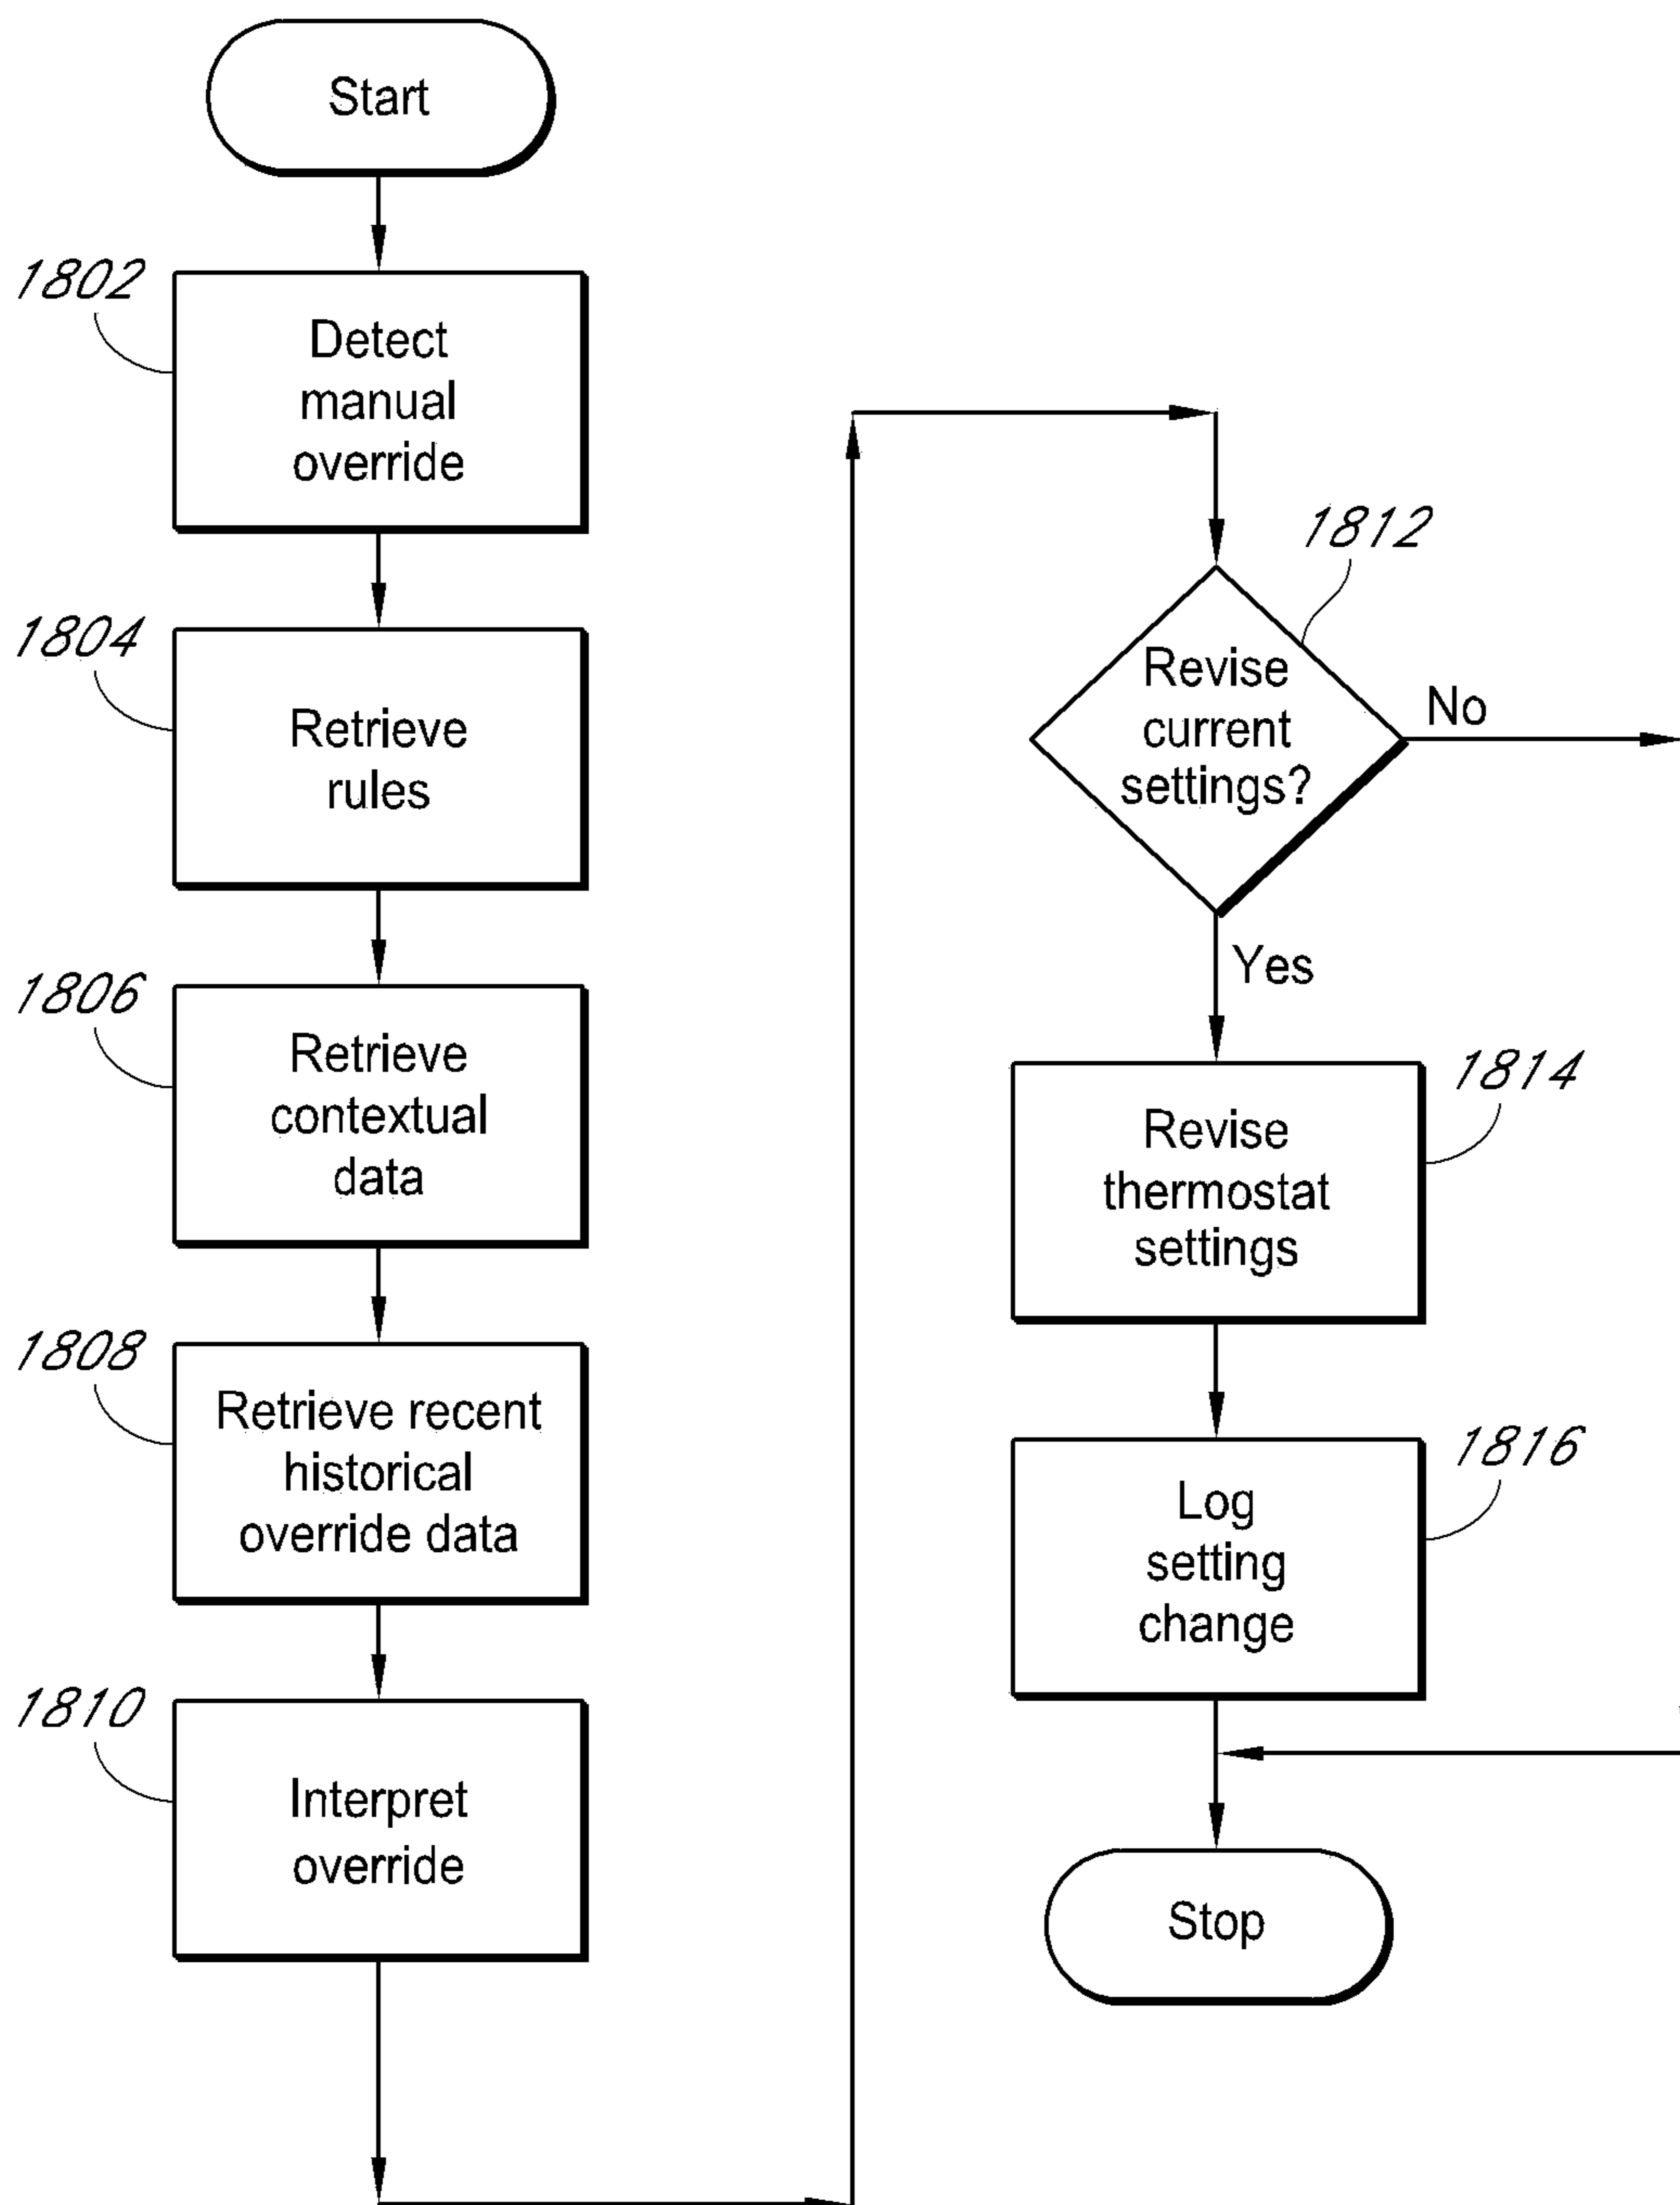 Start
1802
Detect
manual
override
1804
Retrieve
rules
1806
Retrieve
contextual
data
1808
Retrieve recent
historical
override data
1810
Interpret
override
1812
Revise
current
settings?
No
Yes
1814
Revise
thermostat
settings
1816
Log
setting
change
Stop